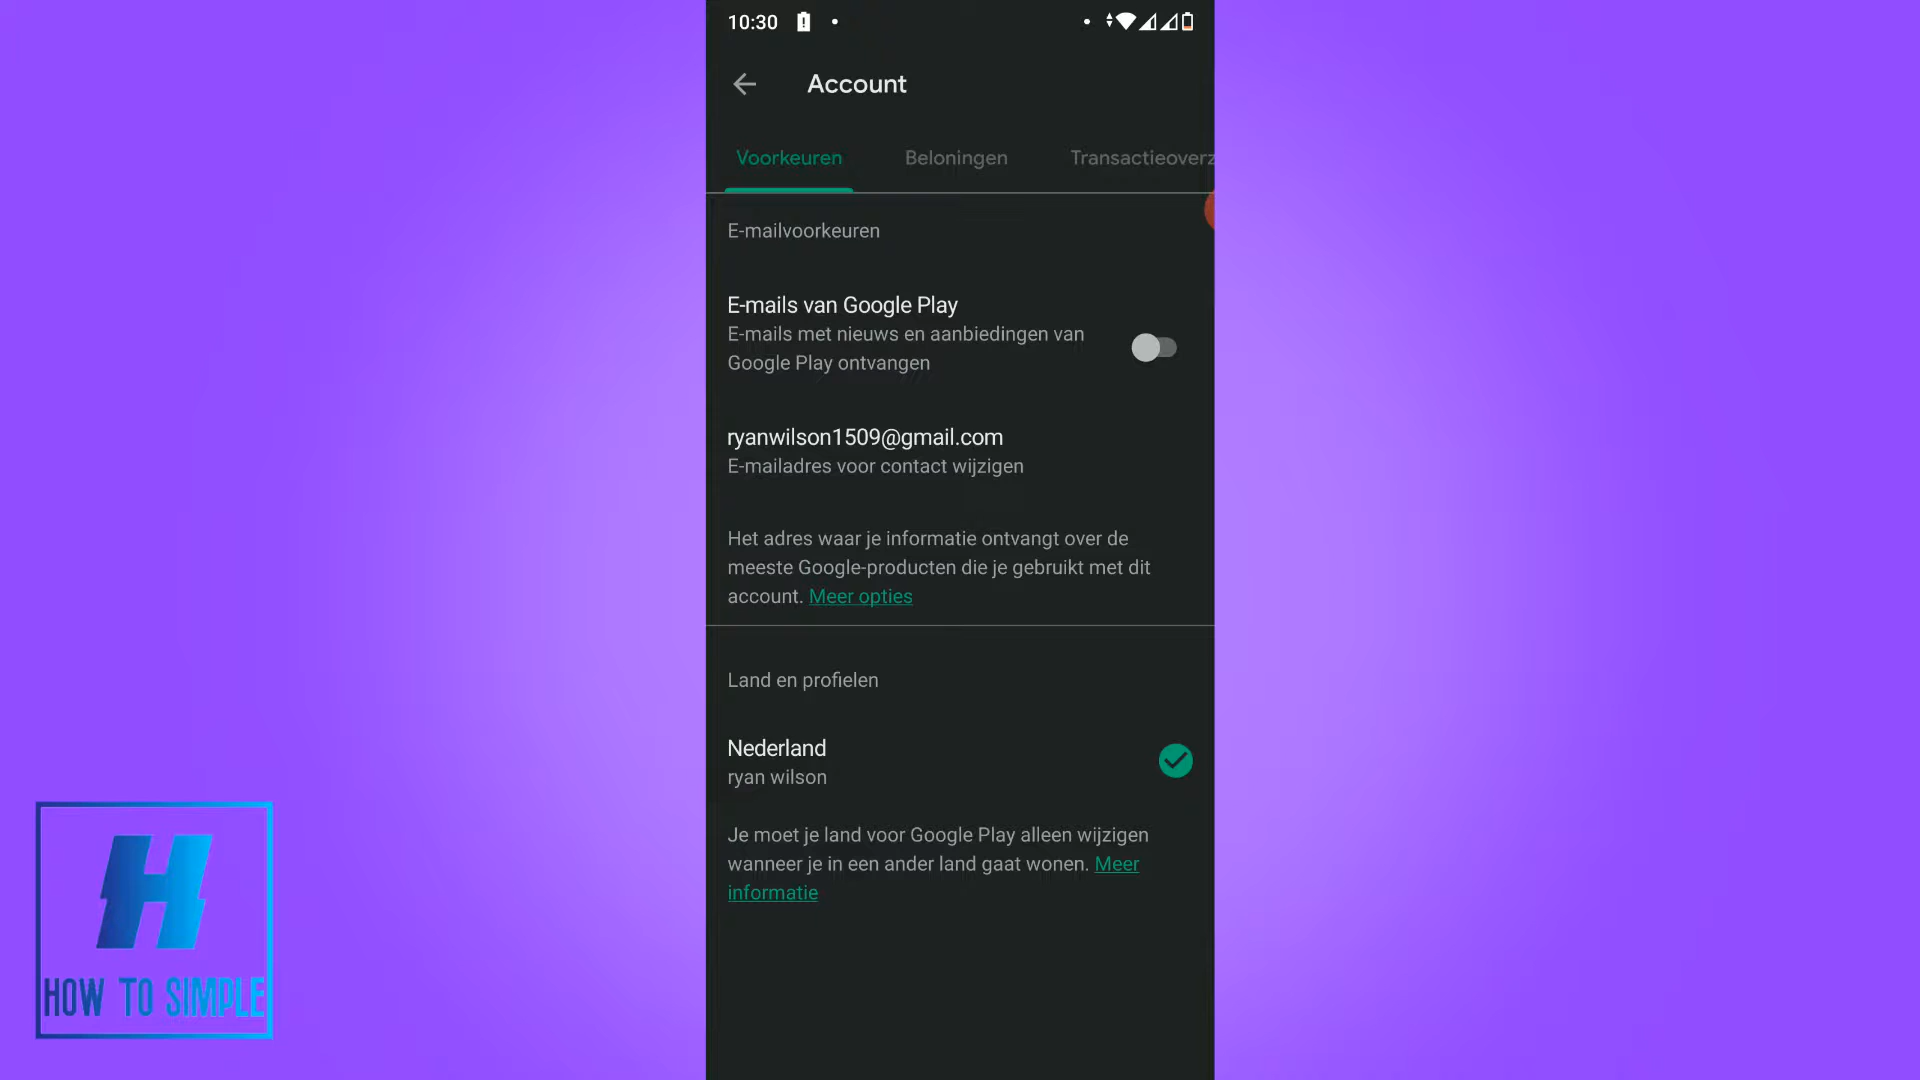 10:30
Account
Voorkeuren Beloningen Transactieoverz
E-mailvoorkeuren
E-mails van Google Play
E-mails met nieuws en aanbiedingen van
Google Play ontvangen
ryanwilson1509@gmail.com
E-mailadres voor contact wijzigen
Het adres waar je informatie ontvangt over de
meeste Google-producten die je gebruikt met dit
account. Meer opties
Land en profielen
Nederland
ryan wilson
Je moet je land voor Google Play alleen wijzigen
wanneer je in een ander land gaat wonen. Meer
informatie
H
HOW TO SIMPLE